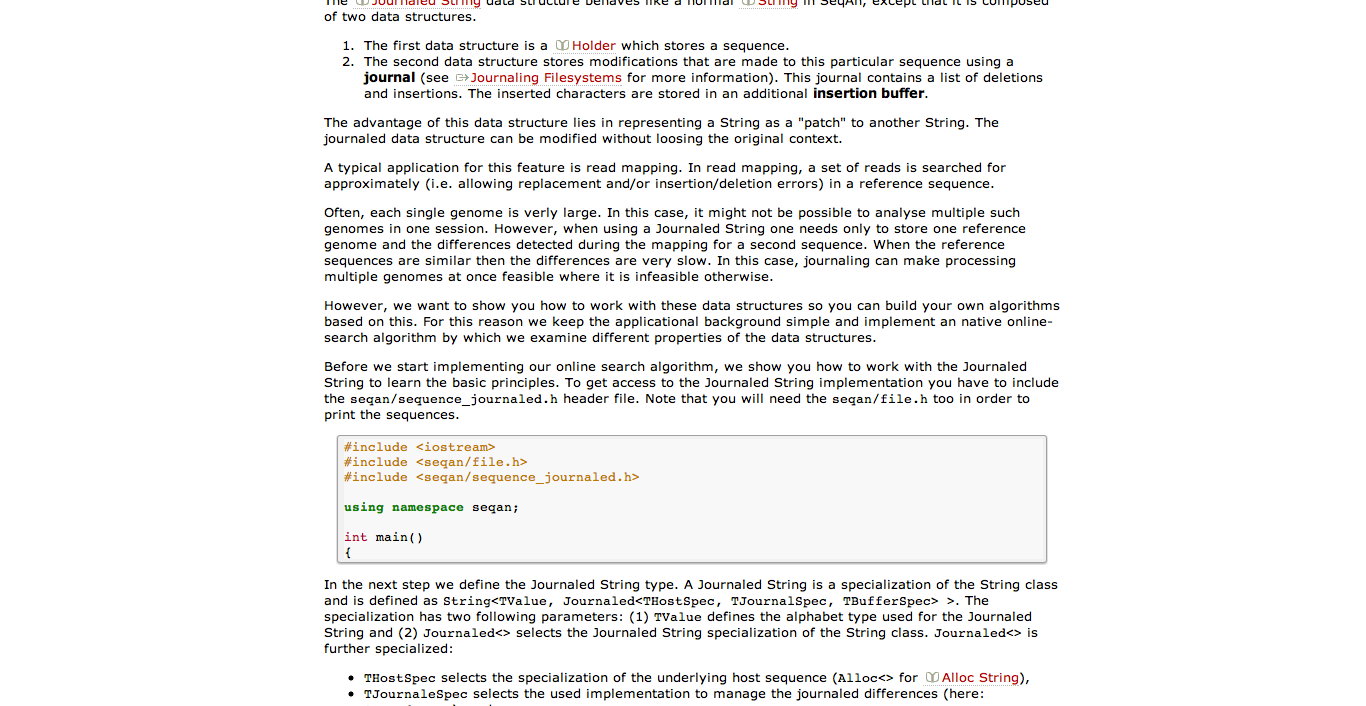 The Journaled String data structure behaves like a normal String in SeqAn, except that it is composed
of two data structures.
1. The first data structure is a Holder which stores a sequence.
2. The second data structure stores modifications that are made to this particular sequence using a
journal (see Journaling Filesystems for more information). This journal contains a list of deletions
and insertions. The inserted characters are stored in an additional insertion buffer.
The advantage of this data structure lies in representing a String as a "patch" to another String. The
journaled data structure can be modified without loosing the original context.
A typical application for this feature is read mapping. In read mapping, a set of reads is searched for
approximately (i.e. allowing replacement and/or insertion/deletion errors) in a reference sequence.
Often, each single genome is verly large. In this case, it might not be possible to analyse multiple such
genomes in one session. However, when using a Journaled String one needs only to store one reference
genome and the differences detected during the mapping for a second sequence. When the reference
sequences are similar then the differences are very slow. In this case, journaling can make processing
multiple genomes at once feasible where it is infeasible otherwise.
However, we want to show you how to work with these data structures so you can build your own algorithms
based on this. For this reason we keep the applicational background simple and implement an native online-
search algorithm by which we examine different properties of the data structures.
Before we start implementing our online search algorithm, we show you how to work with the Journaled
String to learn the basic principles. To get access to the Journaled String implementation you have to include
the seqan/sequence_journaled.h header file. Note that you will need the seqan/file.h too in order to
print the sequences.
#include <iostream>
#include <seqan/file.h>
#include <seqan/sequence_journaled.h>
using namespace seqan;
int main()
{
In the next step we define the Journaled String type. A Journaled String is a specialization of the String class
and is defined as String<TValue, Journaled<THostSpec, TJournalSpec, TBufferSpec> >. The
specialization has two following parameters: (1) TValue defines the alphabet type used for the Journaled
String and (2) Journaled<> selects the Journaled String specialization of the String class. Journaled<> is
further specialized:
• THostSpec selects the specialization of the underlying host sequence (Alloc<> for Alloc String),
• TJournaleSpec selects the used implementation to manage the journaled differences (here: